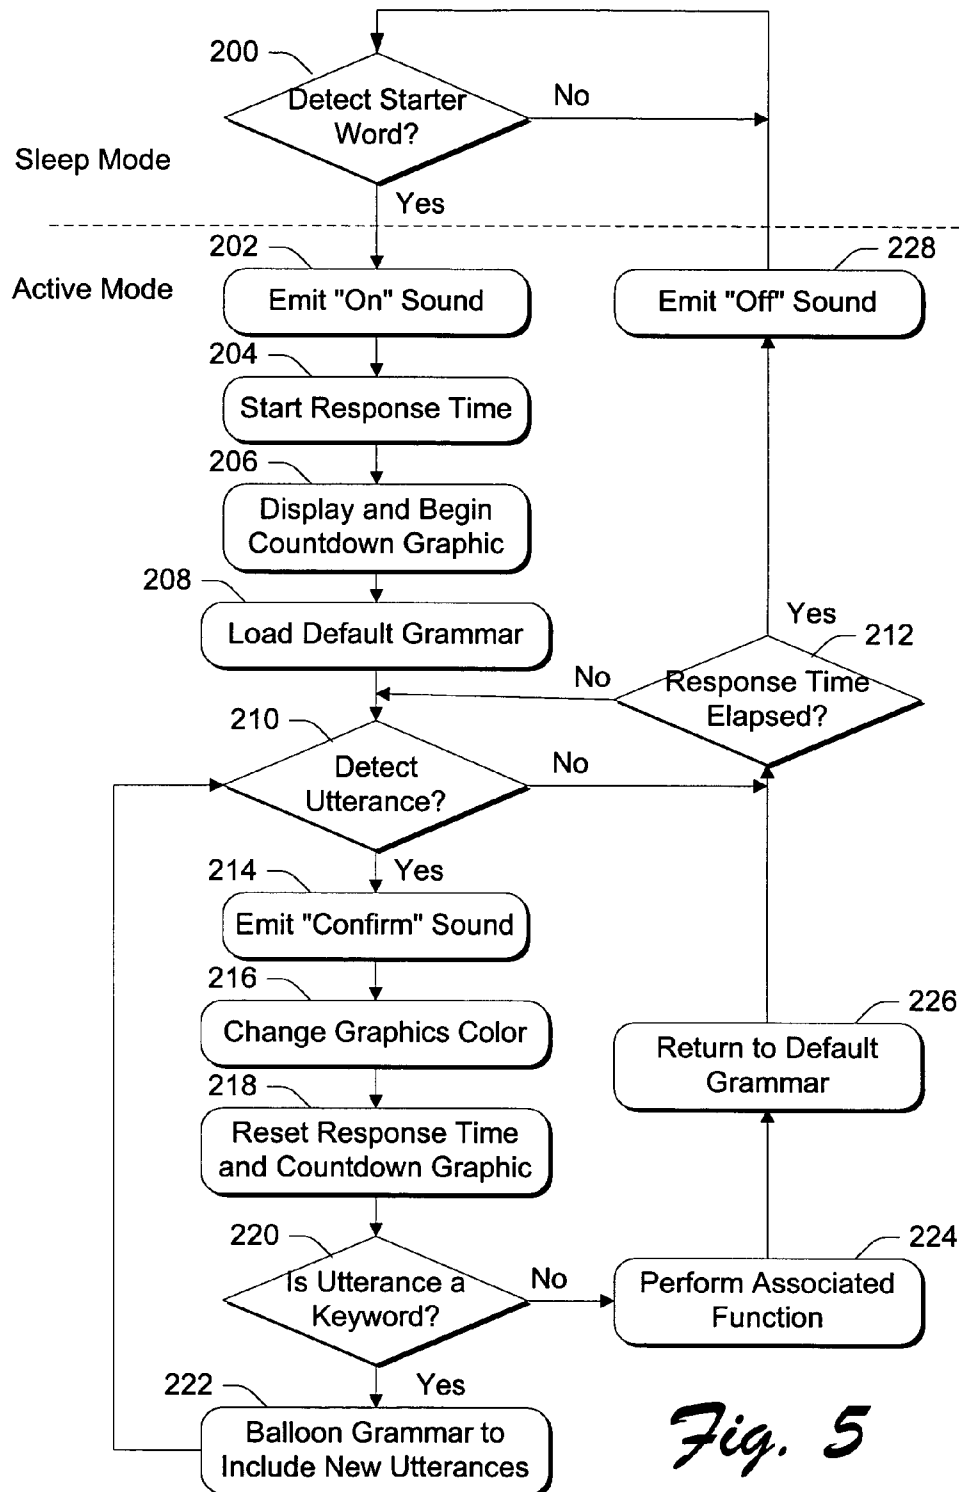 200
Detect Starter
Word?
No
Sleep Mode
Yes
202
228
Active Mode
Emit "On" Sound
Emit "Off" Sound
204
Start Response Time
206
Display and Begin
Countdown Graphic
208
Load Default Grammar
Yes
212
No
Response Time
Elapsed?
210
Detect
Utterance?
No
Yes
214
Emit "Confirm" Sound
216
Change Graphics Color
226
Return to Default
Grammar
218
Reset Response Time
and Countdown Graphic
220
Is Utterance a
Keyword?
No
224
Perform Associated
Function
Yes
222
Balloon Grammar to
Include New Utterances
Fig. 5